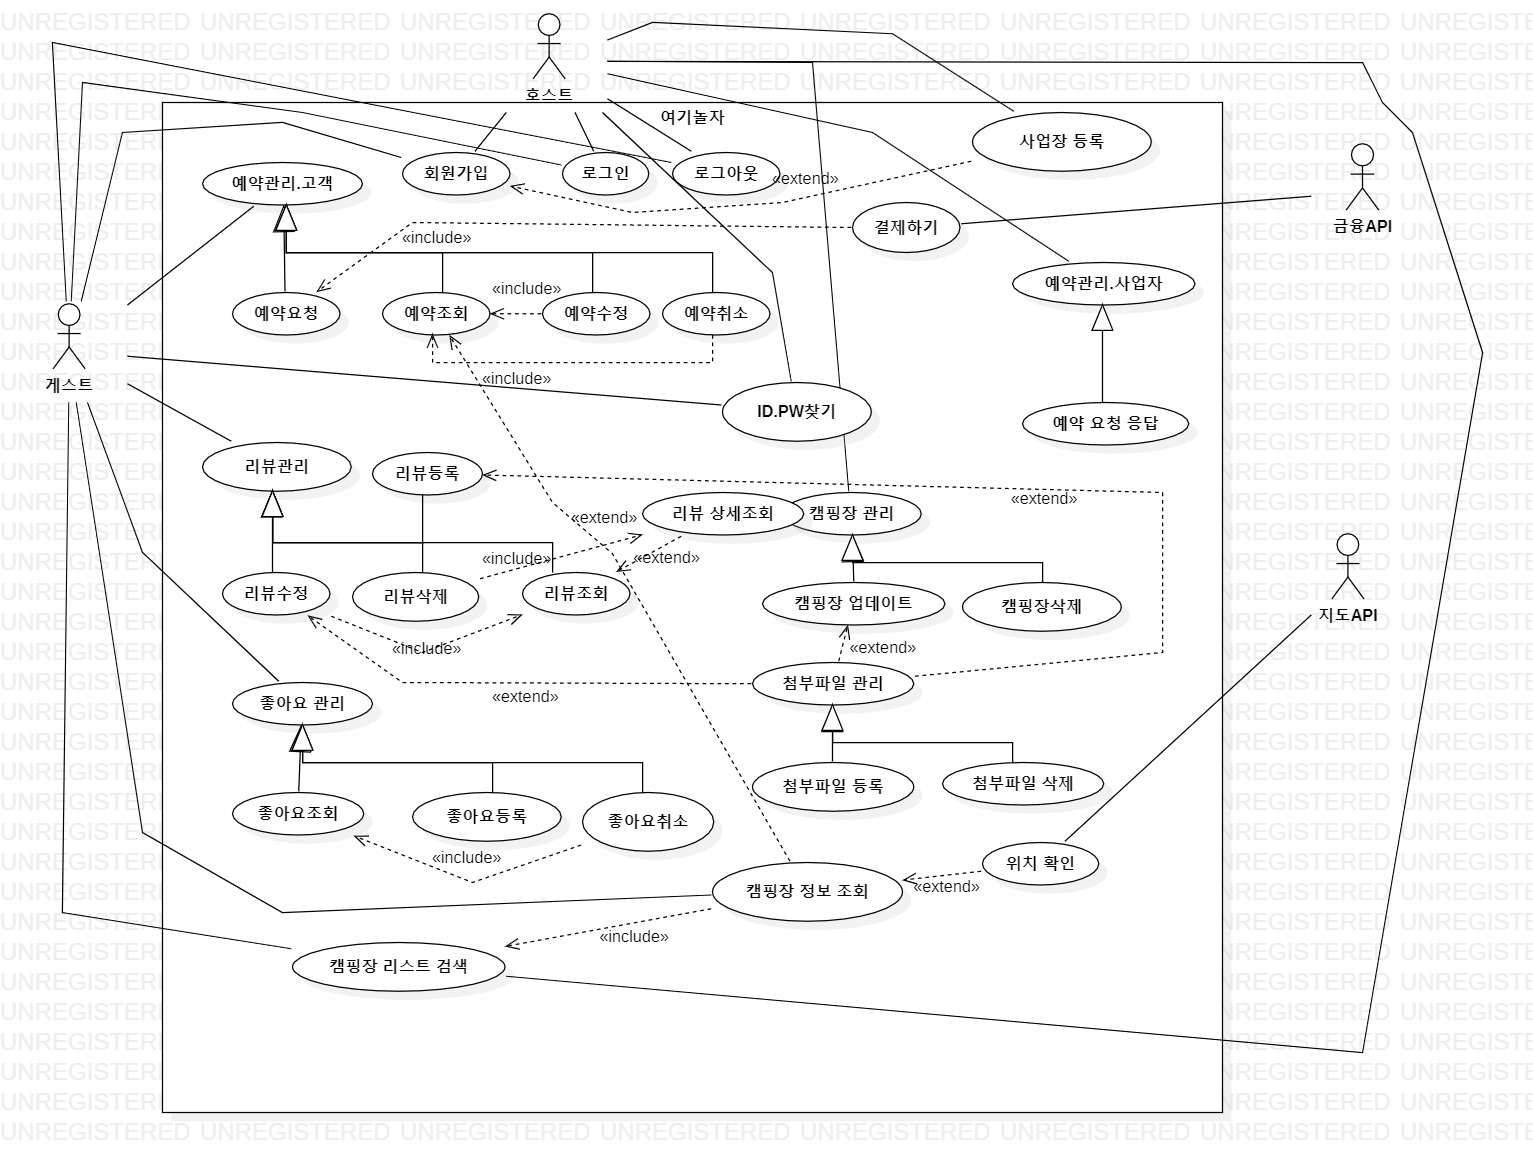 호스트
여기놀자
사업장 등록
회원가입
로그인
로그아웃
«extend»
예약관리.고객
결제하기
금융API
«include»
예약관리.사업자
«include»
예약요청
예약조회
예약수정
예약취소
게스트
«include»
ID.PW찾기
예약 요청 응답
리뷰관리
리뷰등록
«extend»
«extend»
리뷰 상세조회
캠핑장 관리
«include»
«extend»
리뷰수정
리뷰삭제
리뷰조회
캠핑장 업데이트
캠핑장삭제
지도API
«include»
«extend»
첨부파일 관리
«extend»
좋아요 관리
첨부파일 등록
첨부파일 삭제
좋아요조회
좋아요등록
좋아요취소
«include»
위치 확인
«extend»
캠핑장 정보 조회
«include»
캠핑장 리스트 검색
UNREGISTERED UNREGISTERED UNREGISTERED UNREGISTERED UNREGISTERED UNREGISTERED UNREGISTERED